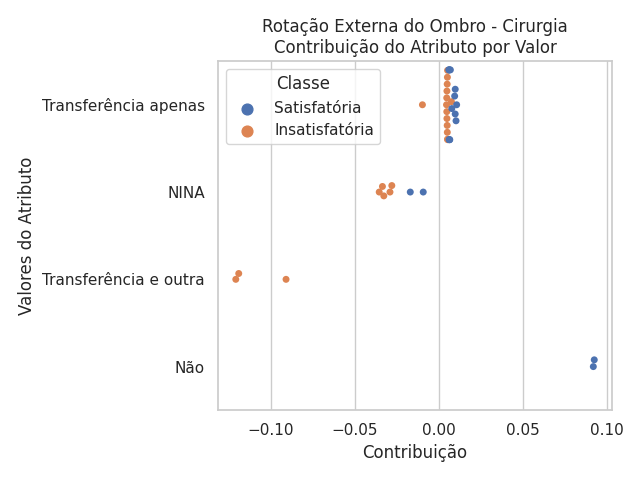 Rotação Externa do Ombro - Cirurgia
Contribuição do Atributo por Valor
Classe
Satisfatória
Insatisfatória
Valores do Atributo
Transferência apenas
NINA
Transferência e outra
Não
−0.10 −0.05 0.00 0.05 0.10
Contribuição